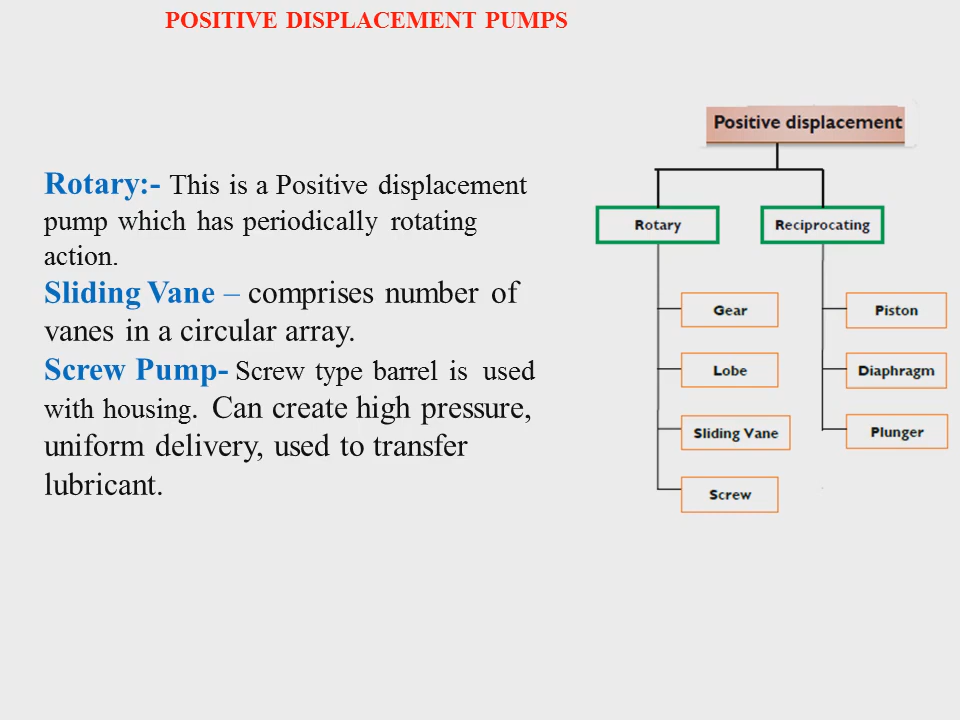 POSITIVE DISPLACEMENT PUMPS
Rotary:- This is a Positive displacement
pump which has periodically rotating
action.
Sliding Vane – comprises number of
vanes in a circular array.
Screw Pump- Screw type barrel is used
with housing. Can create high pressure,
uniform delivery, used to transfer
lubricant.
Positive displacement
Rotary
Reciprocating
Gear
Piston
Lobe
Diaphragm
Sliding Vane
Plunger
Screw